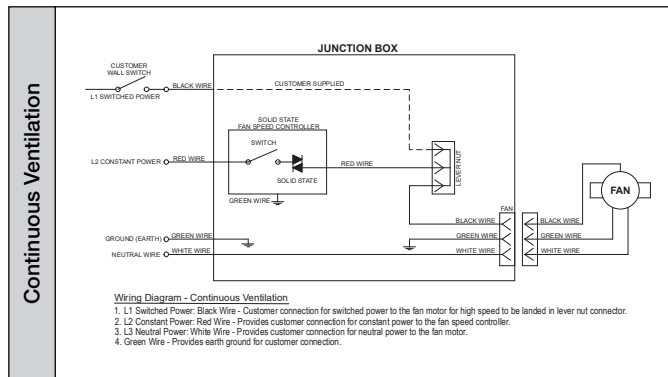 Continuous Ventilation
JUNCTION BOX
CUSTOMER
WALL SWITCH
BLACK WIRE
CUSTOMER SUPPLIED
L1 SWITCHED POWER
SOLID STATE
FAN SPEED CONTROLLER
SWITCH
L2 CONSTANT POWER
RED WIRE
RED WIRE
LEVER NUT
SOLID STATE
GREEN WIRE
FAN
FAN
BLACK WIRE
BLACK WIRE
GROUND (EARTH)
GREEN WIRE
GREEN WIRE
GREEN WIRE
NEUTRAL WIRE
WHITE WIRE
WHITE WIRE
WHITE WIRE
Wiring Diagram - Continuous Ventilation
1. L1 Switched Power: Black Wire - Customer connection for switched power to the fan motor for high speed to be landed in lever nut connector.
2. L2 Constant Power: Red Wire - Provides customer connection for constant power to the fan speed controller.
3. L3 Neutral Power: White Wire - Provides customer connection for neutral power to the fan motor.
4. Green Wire - Provides earth ground for customer connection.